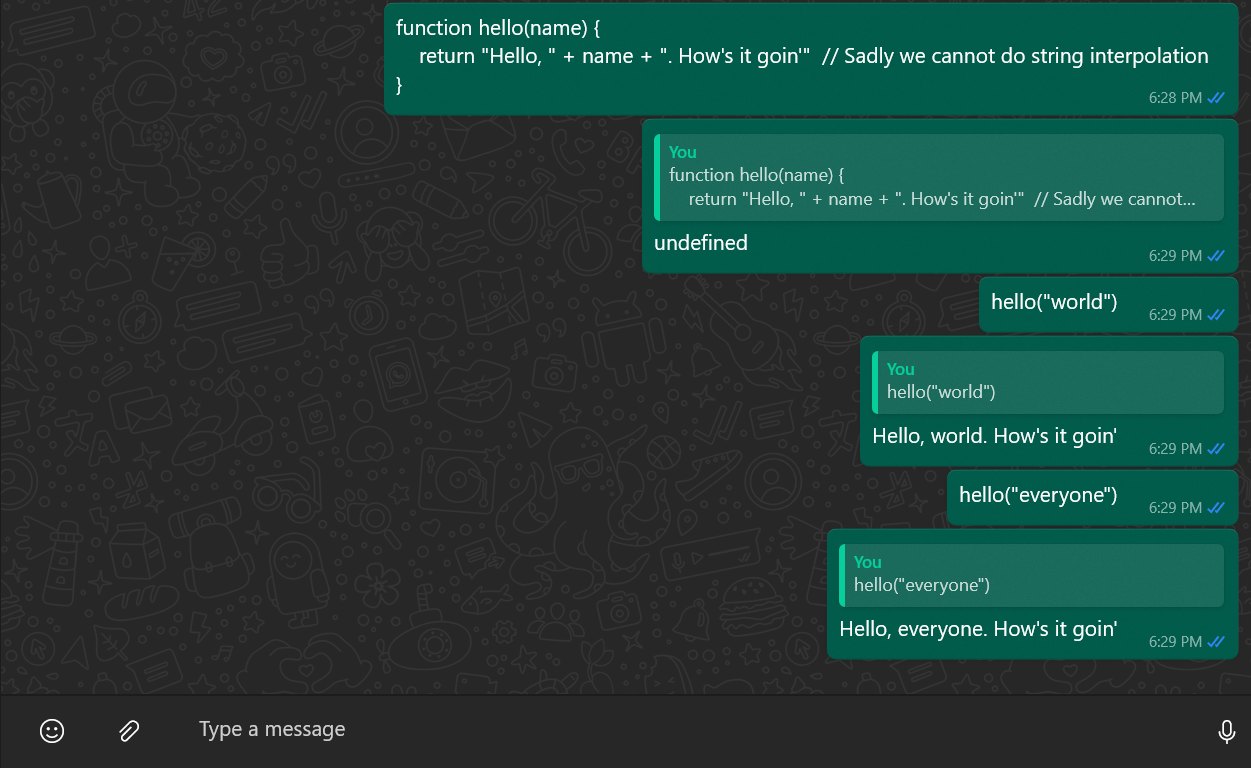 function hello(name) {
return "Hello, " + name + ". How's it goin'" // Sadly we cannot do string interpolation
}
6:28 PM
You
function hello(name) {
return "Hello, " + name + ". How's it goin'" // Sadly we cannot...
undefined
6:29 PM
hello("world")
6:29 PM
You
hello("world")
Hello, world. How's it goin'
6:29 PM
hello("everyone")
6:29 PM
You
hello("everyone")
Hello, everyone. How's it goin'
6:29 PM
Type a message